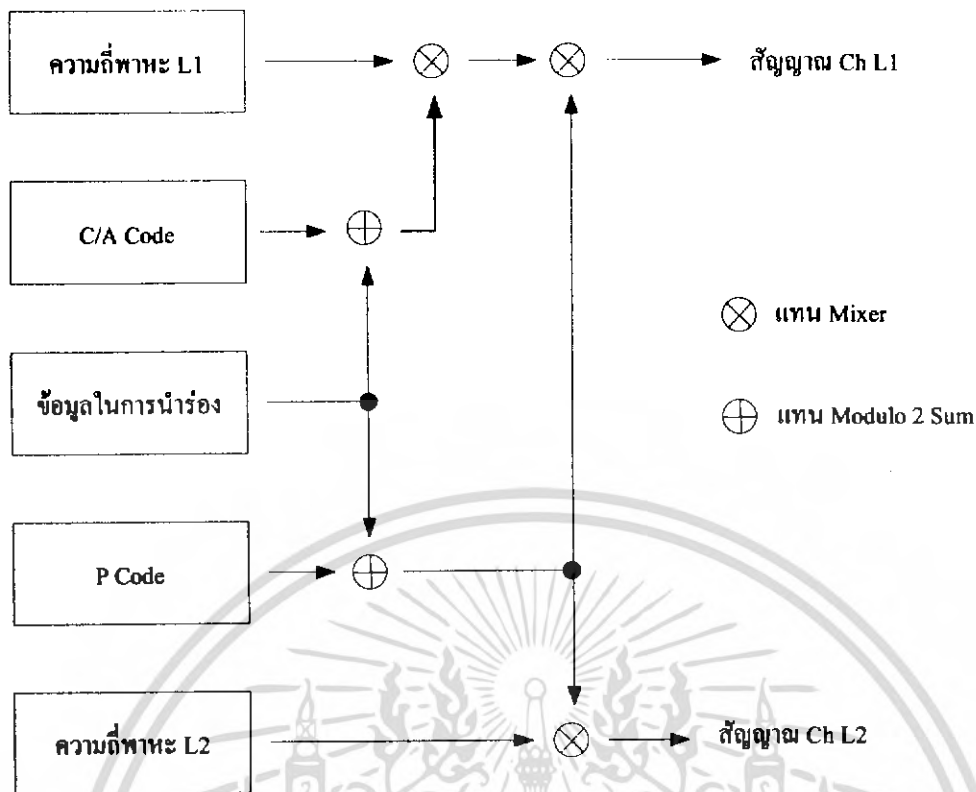 ความถี่พาหะ L1
สัญญาณ Ch L1
C/A Code
แทน Mixer
ข้อมูลในการนำร่อง
แทน Modulo 2 Sum
P Code
ความถี่พาหะ L2
สัญญาณ Ch L2